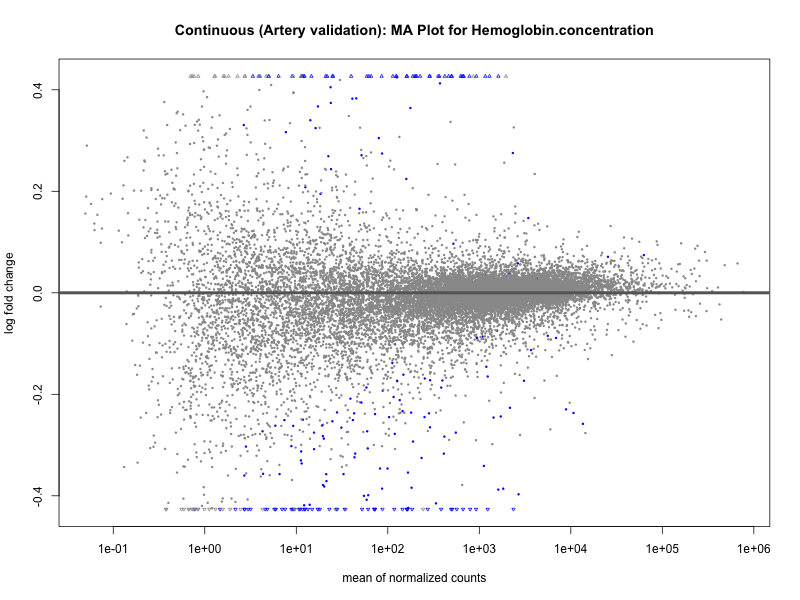 Continuous (Artery validation): MA Plot for Hemoglobin.concentration
0.4
0.2
0.0
-0.2
-0.4
log fold change
1e-01 1e+00 1e+01 1e+02 1e+03 1e+04 1e+05 1e+06
mean of normalized counts